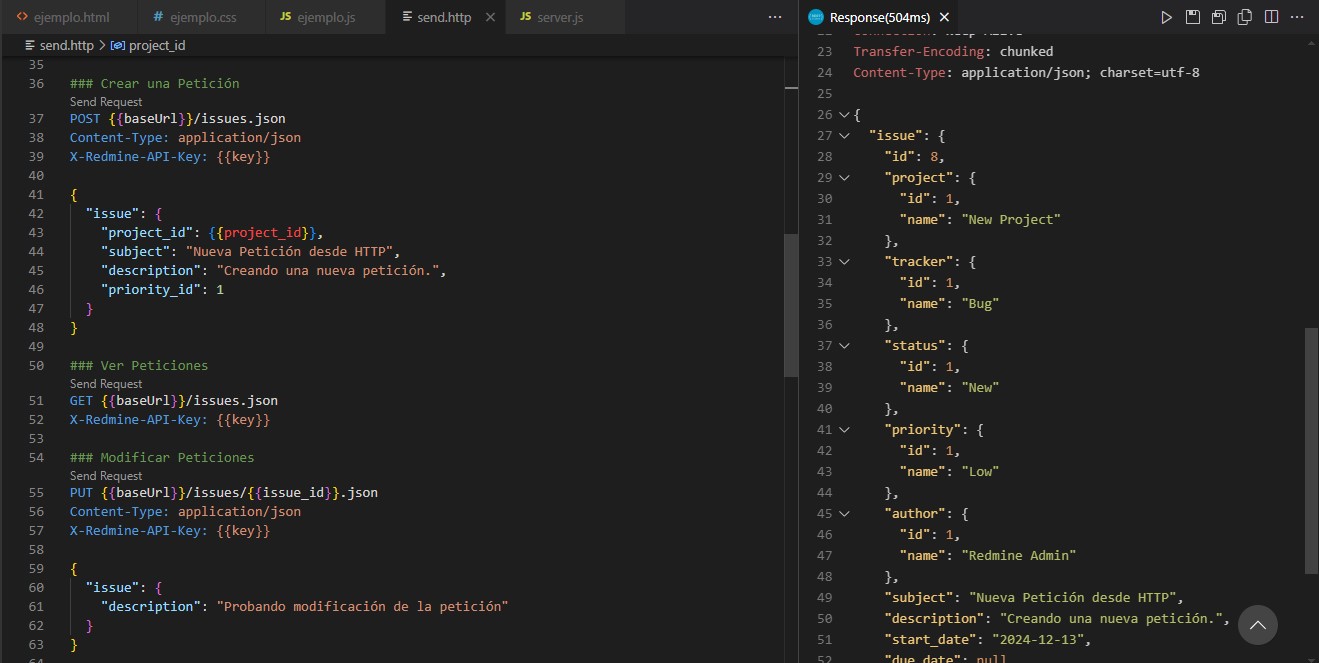 ejemplo.html
# ejemplo.css
JS ejemplo.js
send.http
JS server.js
send.http > project_id
35
36 ### Crear una Petición
Send Request
37 POST {{baseUrl}}/issues.json
38 Content-Type: application/json
39 X-Redmine-API-Key: {{key}}
40
41 {
42 "issue": {
43 "project_id": {{project_id}},
44 "subject": "Nueva Petición desde HTTP",
45 "description": "Creando una nueva petición.",
46 "priority_id": 1
47 }
48 }
49
50 ### Ver Peticiones
Send Request
51 GET {{baseUrl}}/issues.json
52 X-Redmine-API-Key: {{key}}
53
54 ### Modificar Peticiones
Send Request
55 PUT {{baseUrl}}/issues/{{issue_id}}.json
56 Content-Type: application/json
57 X-Redmine-API-Key: {{key}}
58
59 {
60 "issue": {
61 "description": "Probando modificación de la petición"
62 }
63 }
64
Response(504ms)
23 Transfer-Encoding: chunked
24 Content-Type: application/json; charset=utf-8
25
26 {
27 "issue": {
28 "id": 8,
29 "project": {
30 "id": 1,
31 "name": "New Project"
32 },
33 "tracker": {
34 "id": 1,
35 "name": "Bug"
36 },
37 "status": {
38 "id": 1,
39 "name": "New"
40 },
41 "priority": {
42 "id": 1,
43 "name": "Low"
44 },
45 "author": {
46 "id": 1,
47 "name": "Redmine Admin"
48 },
49 "subject": "Nueva Petición desde HTTP",
50 "description": "Creando una nueva petición.",
51 "start_date": "2024-12-13",
52 "due_date": null